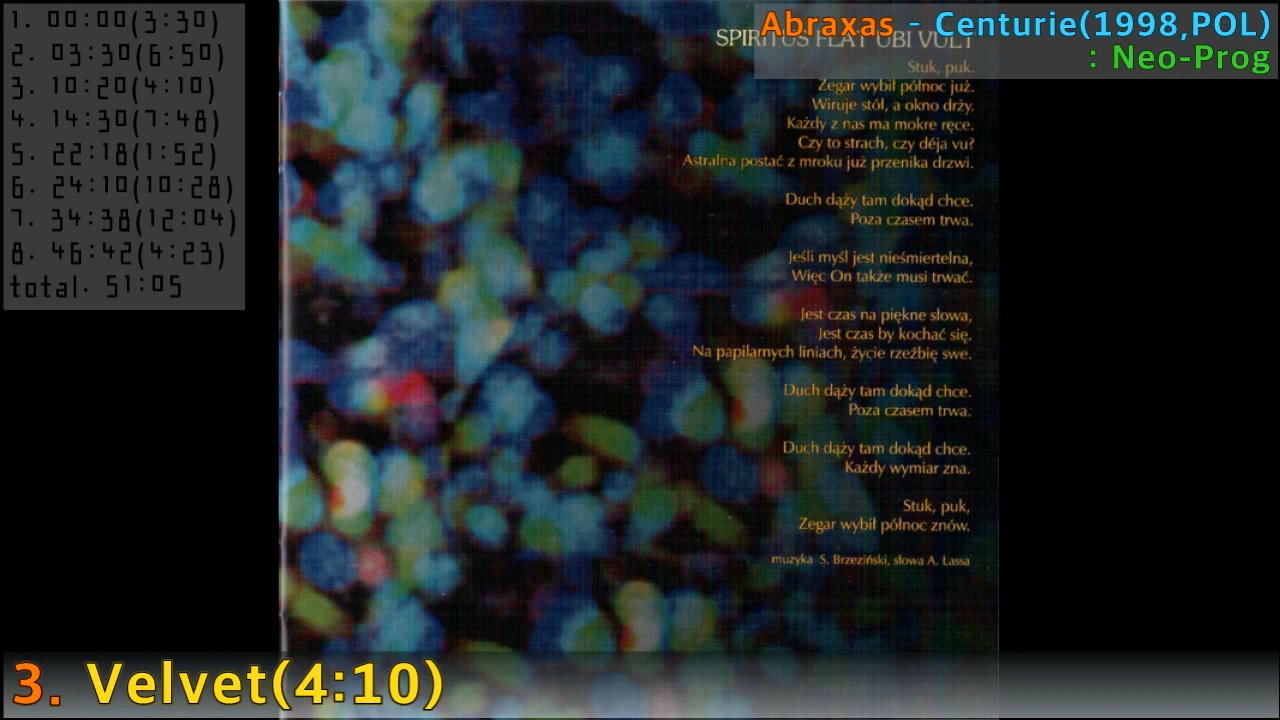 1. 00:00(3:30)
2. 03:30(6:50)
3. 10:20(4:10)
4. 14:30(7:48)
5. 22:18(1:52)
6. 24:10(10:28)
7. 34:38(12:04)
8. 46:42(4:23)
total. 51:05
Abraxas - Centurie(1998,POL)
: Neo-Prog
SPIRITUS FLAT UBI VULT
Stuk, puk.
Zegar wybił północ już.
Wiruje stół, a okno drży.
Każdy z nas ma mokre ręce.
Czy to strach, czy déja vu?
Astralna postać z mroku już przenika drzwi.
Duch dąży tam dokąd chce.
Poza czasem trwa.
Jeśli myśl jest nieśmiertelna,
Więc On także musi trwać.
Jest czas na piękne słowa,
Jest czas by kochać się.
Na papilarnych liniach, życie rzeźbię swe.
Duch dąży tam dokąd chce.
Poza czasem trwa.
Duch dąży tam dokąd chce.
Każdy wymiar zna.
Stuk, puk,
Zegar wybił północ znów.
muzyka S. Brzeziński, słowa A. Łassa
3. Velvet(4:10)